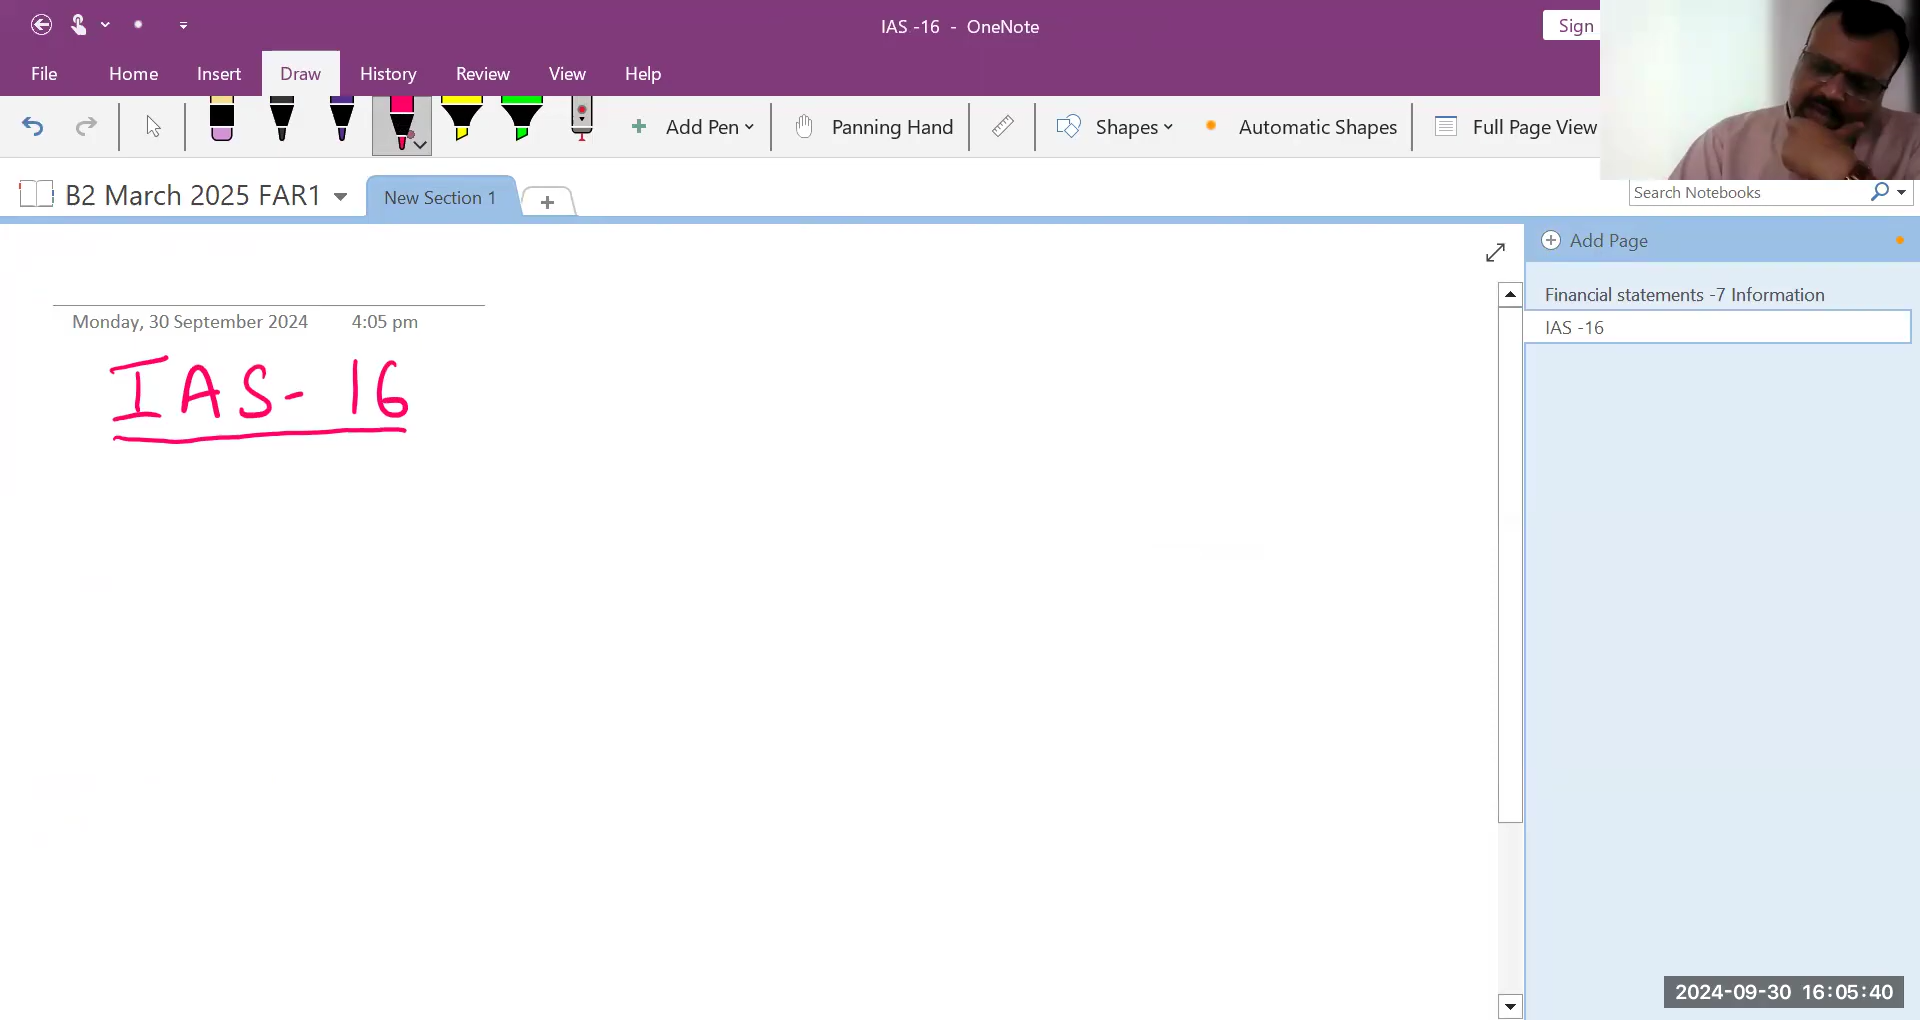 IAS -16 - OneNote
Sign
File Home Insert Draw History Review View Help
Add Pen Panning Hand Shapes Automatic Shapes Full Page View
B2 March 2025 FAR1 New Section 1
Search Notebooks
Add Page
Financial statements -7 Information
IAS -16
Monday, 30 September 2024 4:05 pm
IAS- 16
2024-09-30 16:05:40